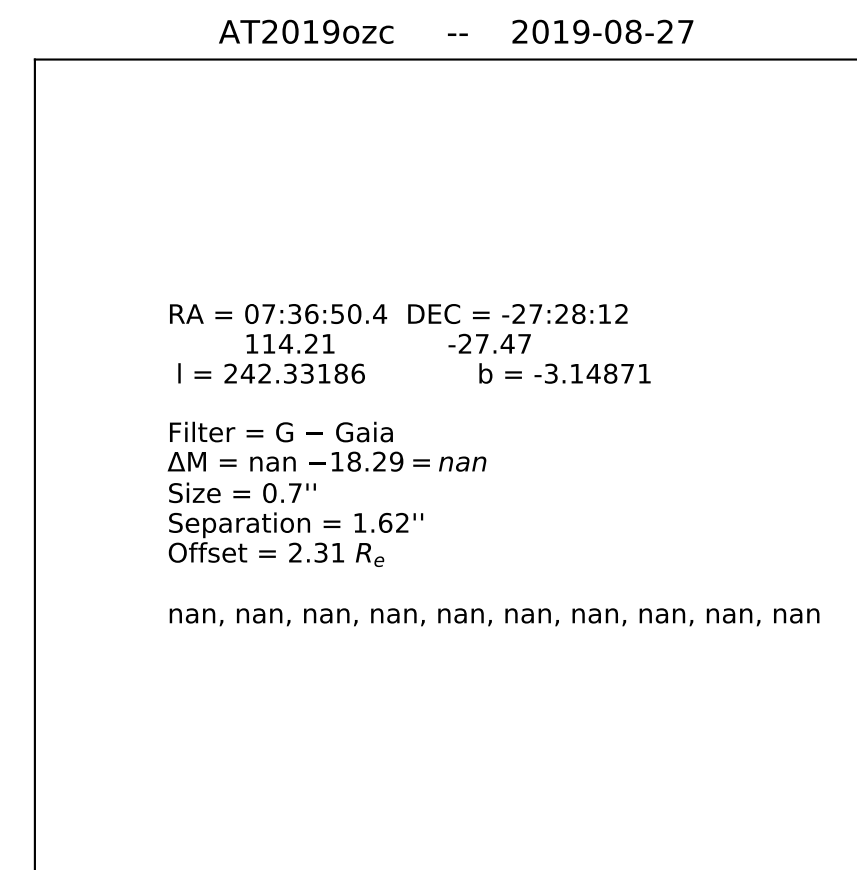 AT2019ozc -- 2019-08-27
RA = 07:36:50.4 DEC = -27:28:12
114.21 -27.47
l = 242.33186 b = -3.14871
Filter = G − Gaia
ΔM = nan −18.29 = nan
Size = 0.7''
Separation = 1.62''
Offset = 2.31 Re
nan, nan, nan, nan, nan, nan, nan, nan, nan, nan